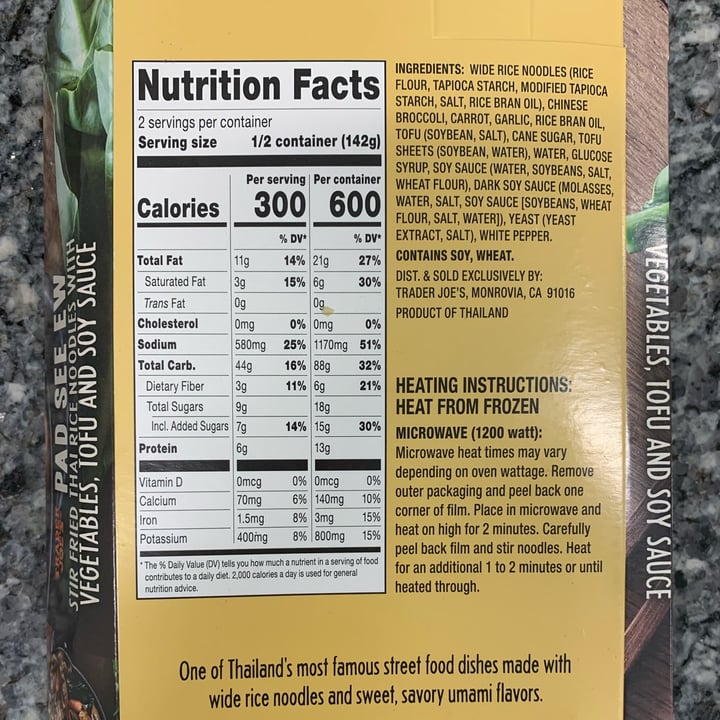 TRADER JOE'S
PAD SEE EW
STIR FRIED THAI RICE NOODLES WITH
VEGETABLES, TOFU AND SOY SAUCE
Nutrition Facts
2 servings per container
Serving size 1/2 container (142g)
Per serving Per container
Calories 300 600
% DV* % DV*
Total Fat 11g 14% 21g 27%
Saturated Fat 3g 15% 6g 30%
Trans Fat 0g 0g
Cholesterol 0mg 0% 0mg 0%
Sodium 580mg 25% 1170mg 51%
Total Carb. 44g 16% 88g 32%
Dietary Fiber 3g 11% 6g 21%
Total Sugars 9g 18g
Incl. Added Sugars 7g 14% 15g 30%
Protein 6g 13g
Vitamin D 0mcg 0% 0mcg 0%
Calcium 70mg 6% 140mg 10%
Iron 1.5mg 8% 3mg 15%
Potassium 400mg 8% 800mg 15%
* The % Daily Value (DV) tells you how much a nutrient in a serving of food
contributes to a daily diet. 2,000 calories a day is used for general
nutrition advice.
INGREDIENTS: WIDE RICE NOODLES (RICE
FLOUR, TAPIOCA STARCH, MODIFIED TAPIOCA
STARCH, SALT, RICE BRAN OIL), CHINESE
BROCCOLI, CARROT, GARLIC, RICE BRAN OIL,
TOFU (SOYBEAN, SALT), CANE SUGAR, TOFU
SHEETS (SOYBEAN, WATER), WATER, GLUCOSE
SYRUP, SOY SAUCE (WATER, SOYBEANS, SALT,
WHEAT FLOUR), DARK SOY SAUCE (MOLASSES,
WATER, SALT, SOY SAUCE [SOYBEANS, WHEAT
FLOUR, SALT, WATER]), YEAST (YEAST
EXTRACT, SALT), WHITE PEPPER.
CONTAINS SOY, WHEAT.
DIST. & SOLD EXCLUSIVELY BY:
TRADER JOE'S, MONROVIA, CA 91016
PRODUCT OF THAILAND
HEATING INSTRUCTIONS:
HEAT FROM FROZEN
MICROWAVE (1200 watt):
Microwave heat times may vary
depending on oven wattage. Remove
outer packaging and peel back one
corner of film. Place in microwave and
heat on high for 2 minutes. Carefully
peel back film and stir noodles. Heat
for an additional 1 to 2 minutes or until
heated through.
One of Thailand's most famous street food dishes made with
wide rice noodles and sweet, savory umami flavors.
VEGETABLES, TOFU AND SOY SAUCE